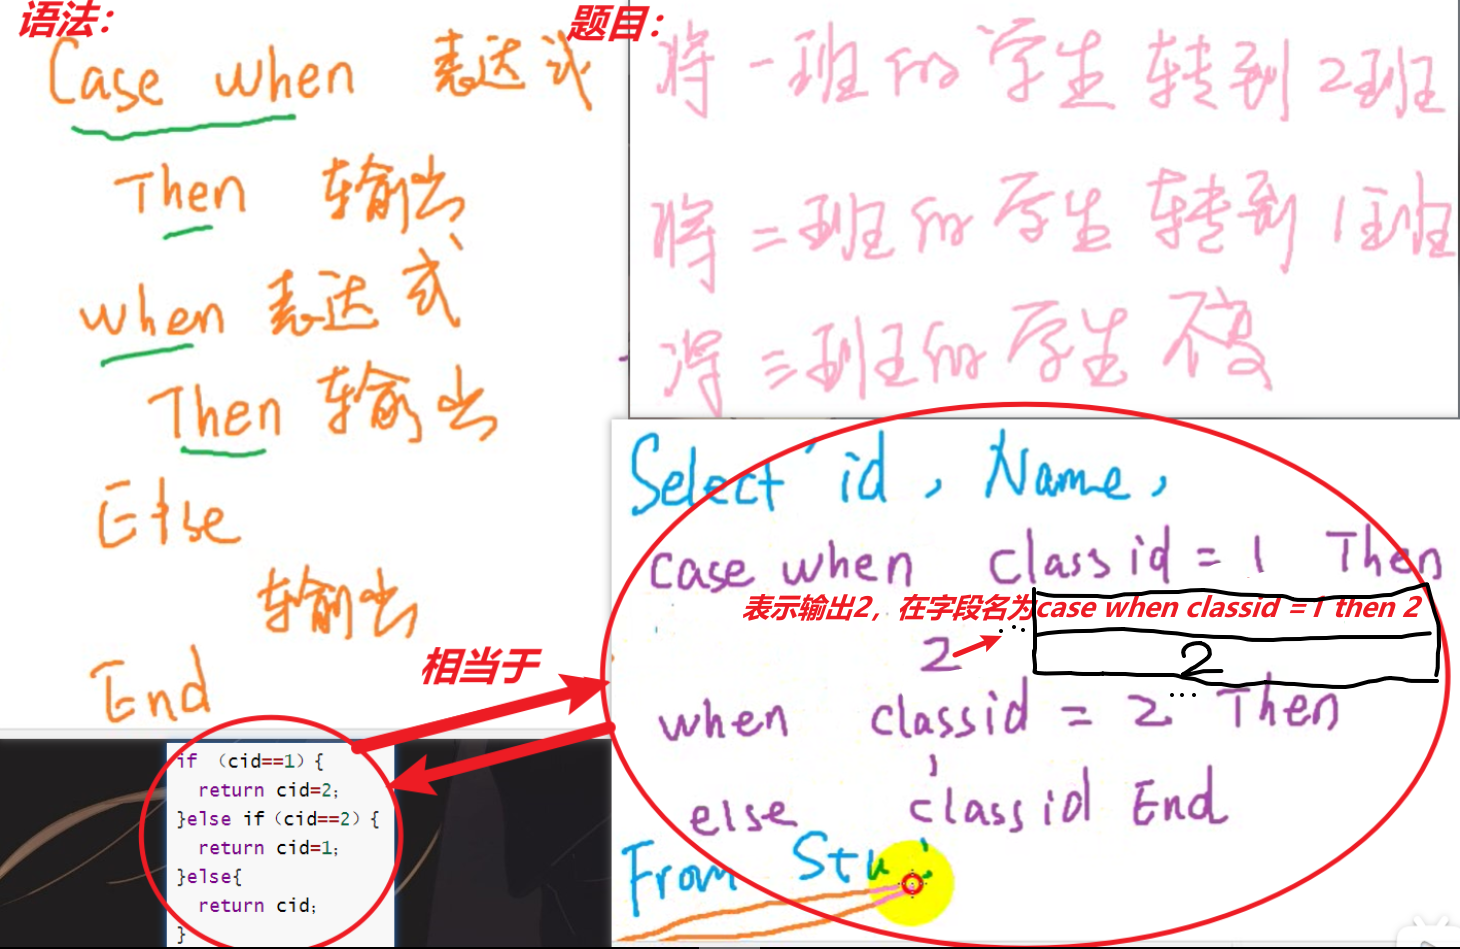 语法：
Case when 表达式
Then 输出
when 表达式
Then 输出
Else
输出
End
题目：
将一班的学生 转到2班
将二班的学生 转到1班
将三班的学生不变
Select id, Name,
case when classid = 1 Then
表示输出2，在字段名为case when classid =1 then 2
2
2
when classid = 2 Then
1
else classid End
From Stu;
相当于
if （cid==1）{
return cid=2;
}else if（cid==2）{
return cid=1;
}else{
return cid;
}